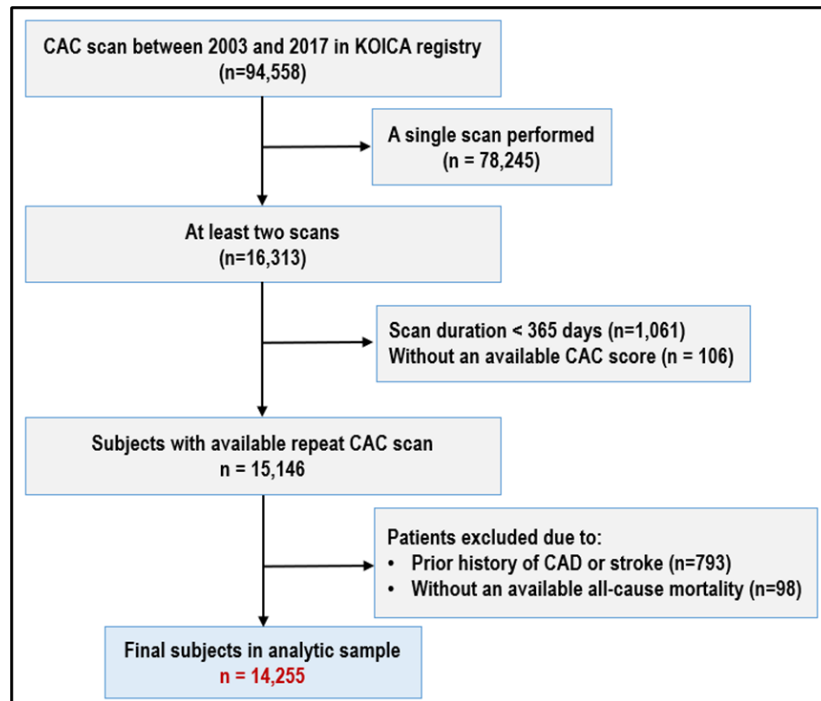 CAC scan between 2003 and 2017 in KOICA registry
(n=94,558)
A single scan performed
(n = 78,245)
At least two scans
(n=16,313)
Scan duration < 365 days (n=1,061)
Without an available CAC score (n = 106)
Subjects with available repeat CAC scan
n = 15,146
Patients excluded due to:
• Prior history of CAD or stroke (n=793)
• Without an available all-cause mortality (n=98)
Final subjects in analytic sample
n = 14,255